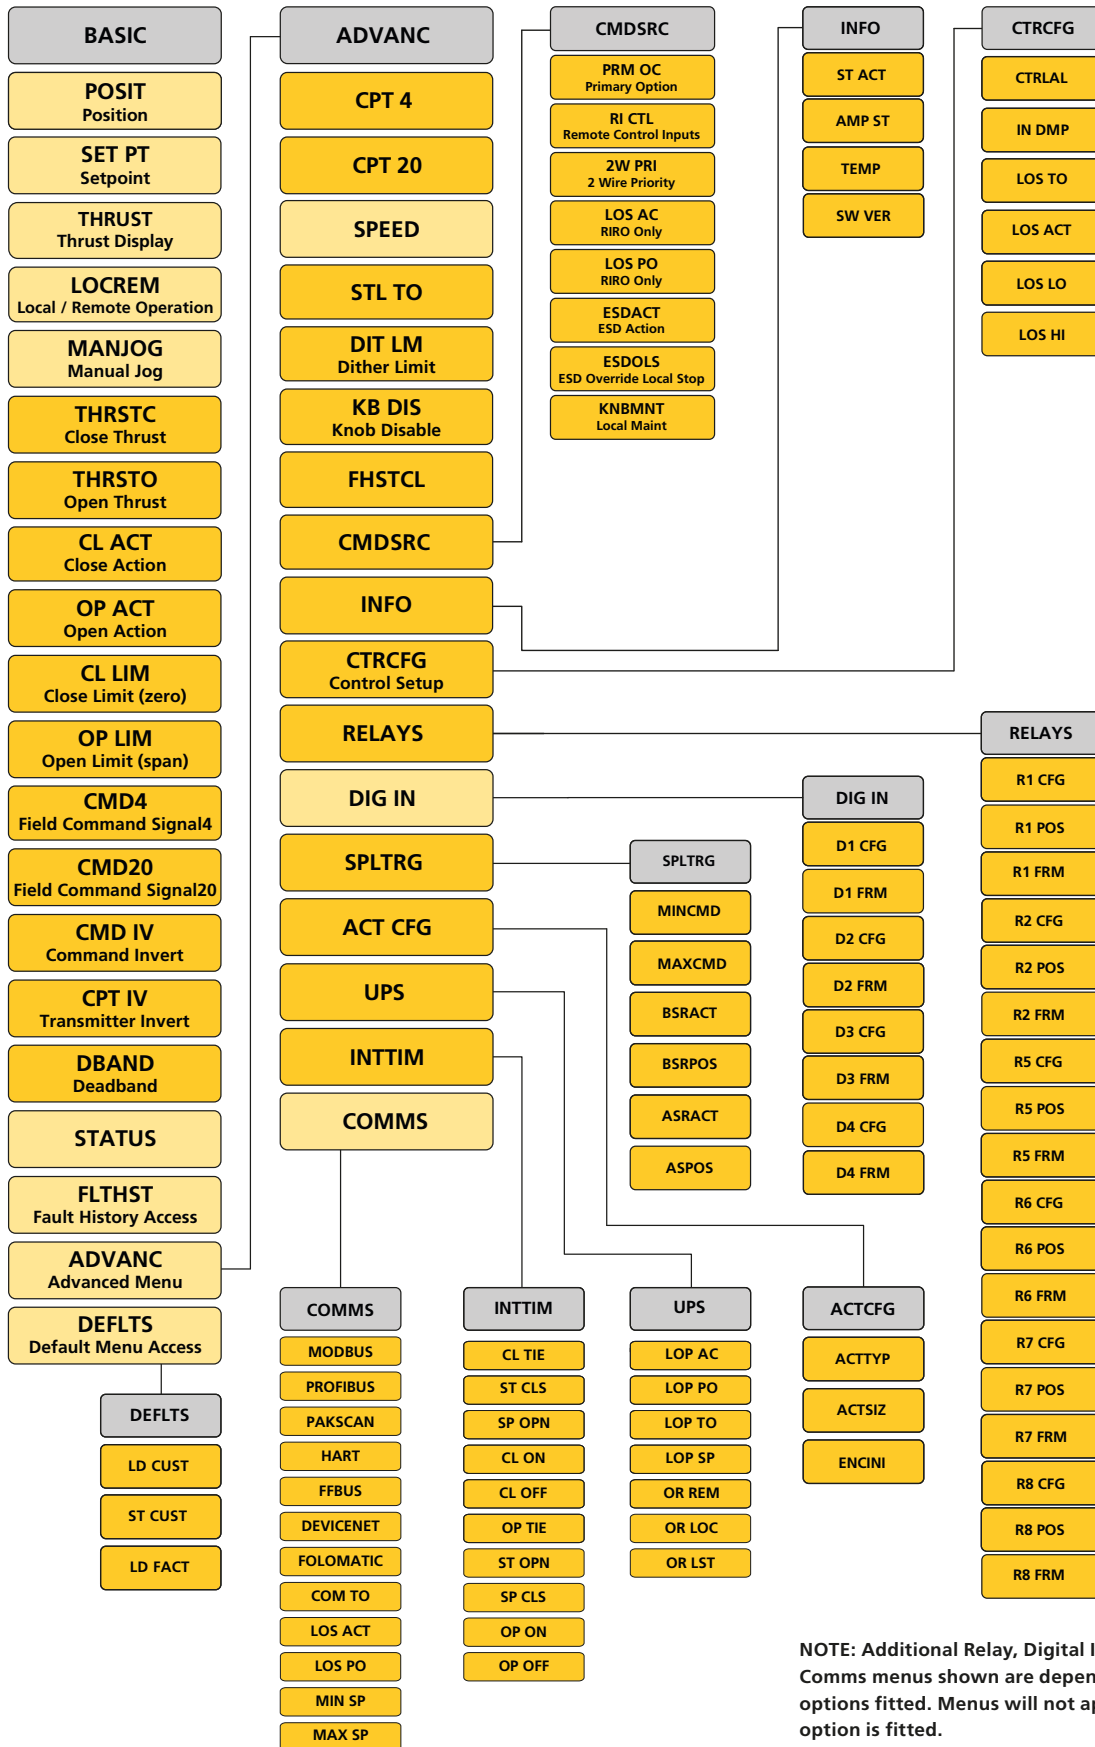 BASIC
POSIT
Position
SET PT
Setpoint
THRUST
Thrust Display
LOCREM
Local / Remote Operation
MANJOG
Manual Jog
THRSTC
Close Thrust
THRSTO
Open Thrust
CL ACT
Close Action
OP ACT
Open Action
CL LIM
Close Limit (zero)
OP LIM
Open Limit (span)
CMD4
Field Command Signal4
CMD20
Field Command Signal20
CMD IV
Command Invert
CPT IV
Transmitter Invert
DBAND
Deadband
STATUS
FLTHST
Fault History Access
ADVANC
Advanced Menu
DEFLTS
Default Menu Access
DEFLTS
LD CUST
ST CUST
LD FACT
ADVANC
CPT 4
CPT 20
SPEED
STL TO
DIT LM
Dither Limit
KB DIS
Knob Disable
FHSTCL
CMDSRC
INFO
CTRCFG
Control Setup
RELAYS
DIG IN
SPLTRG
ACT CFG
UPS
INTTIM
COMMS
COMMS
MODBUS
PROFIBUS
PAKSCAN
HART
FFBUS
DEVICENET
FOLOMATIC
COM TO
LOS ACT
LOS PO
MIN SP
MAX SP
CMDSRC
PRM OC
Primary Option
RI CTL
Remote Control Inputs
2W PRI
2 Wire Priority
LOS AC
RIRO Only
LOS PO
RIRO Only
ESDACT
ESD Action
ESDOLS
ESD Override Local Stop
KNBMNT
Local Maint
INTTIM
CL TIE
ST CLS
SP OPN
CL ON
CL OFF
OP TIE
ST OPN
SP CLS
OP ON
OP OFF
SPLTRG
MINCMD
MAXCMD
BSRACT
BSRPOS
ASRACT
ASPOS
UPS
LOP AC
LOP PO
LOP TO
LOP SP
OR REM
OR LOC
OR LST
INFO
ST ACT
AMP ST
TEMP
SW VER
DIG IN
D1 CFG
D1 FRM
D2 CFG
D2 FRM
D3 CFG
D3 FRM
D4 CFG
D4 FRM
ACTCFG
ACTTYP
ACTSIZ
ENCINI
CTRCFG
CTRLAL
IN DMP
LOS TO
LOS ACT
LOS LO
LOS HI
RELAYS
R1 CFG
R1 POS
R1 FRM
R2 CFG
R2 POS
R2 FRM
R5 CFG
R5 POS
R5 FRM
R6 CFG
R6 POS
R6 FRM
R7 CFG
R7 POS
R7 FRM
R8 CFG
R8 POS
R8 FRM
NOTE: Additional Relay, Digital
Comms menus shown are
options fitted. Menus will not
option is fitted.